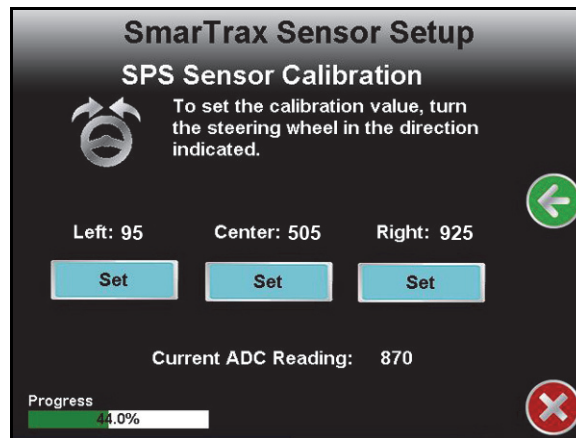 SmarTrax Sensor Setup
SPS Sensor Calibration
To set the calibration value, turn
the steering wheel in the direction
indicated.
Left: 95 Center: 505 Right: 925
Set Set Set
Current ADC Reading: 870
Progress
44.0%